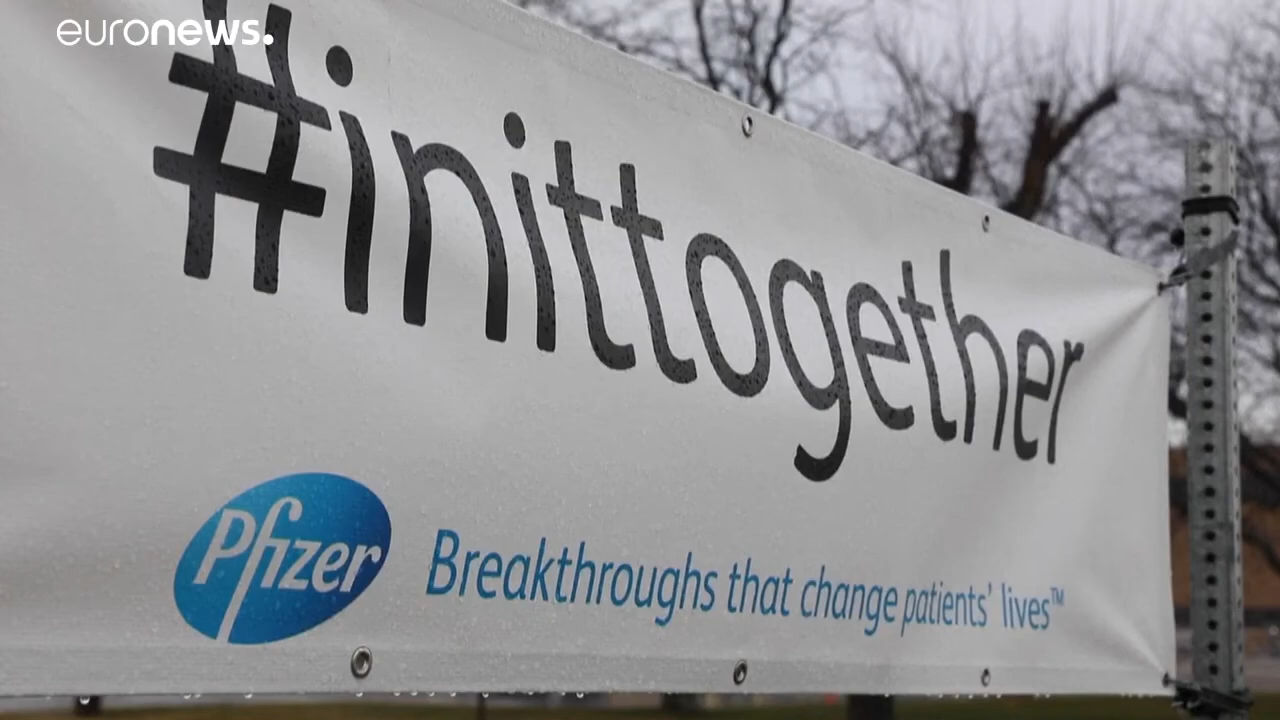 euronews.
#inittogether
Pfizer
Breakthroughs that change patients' lives™